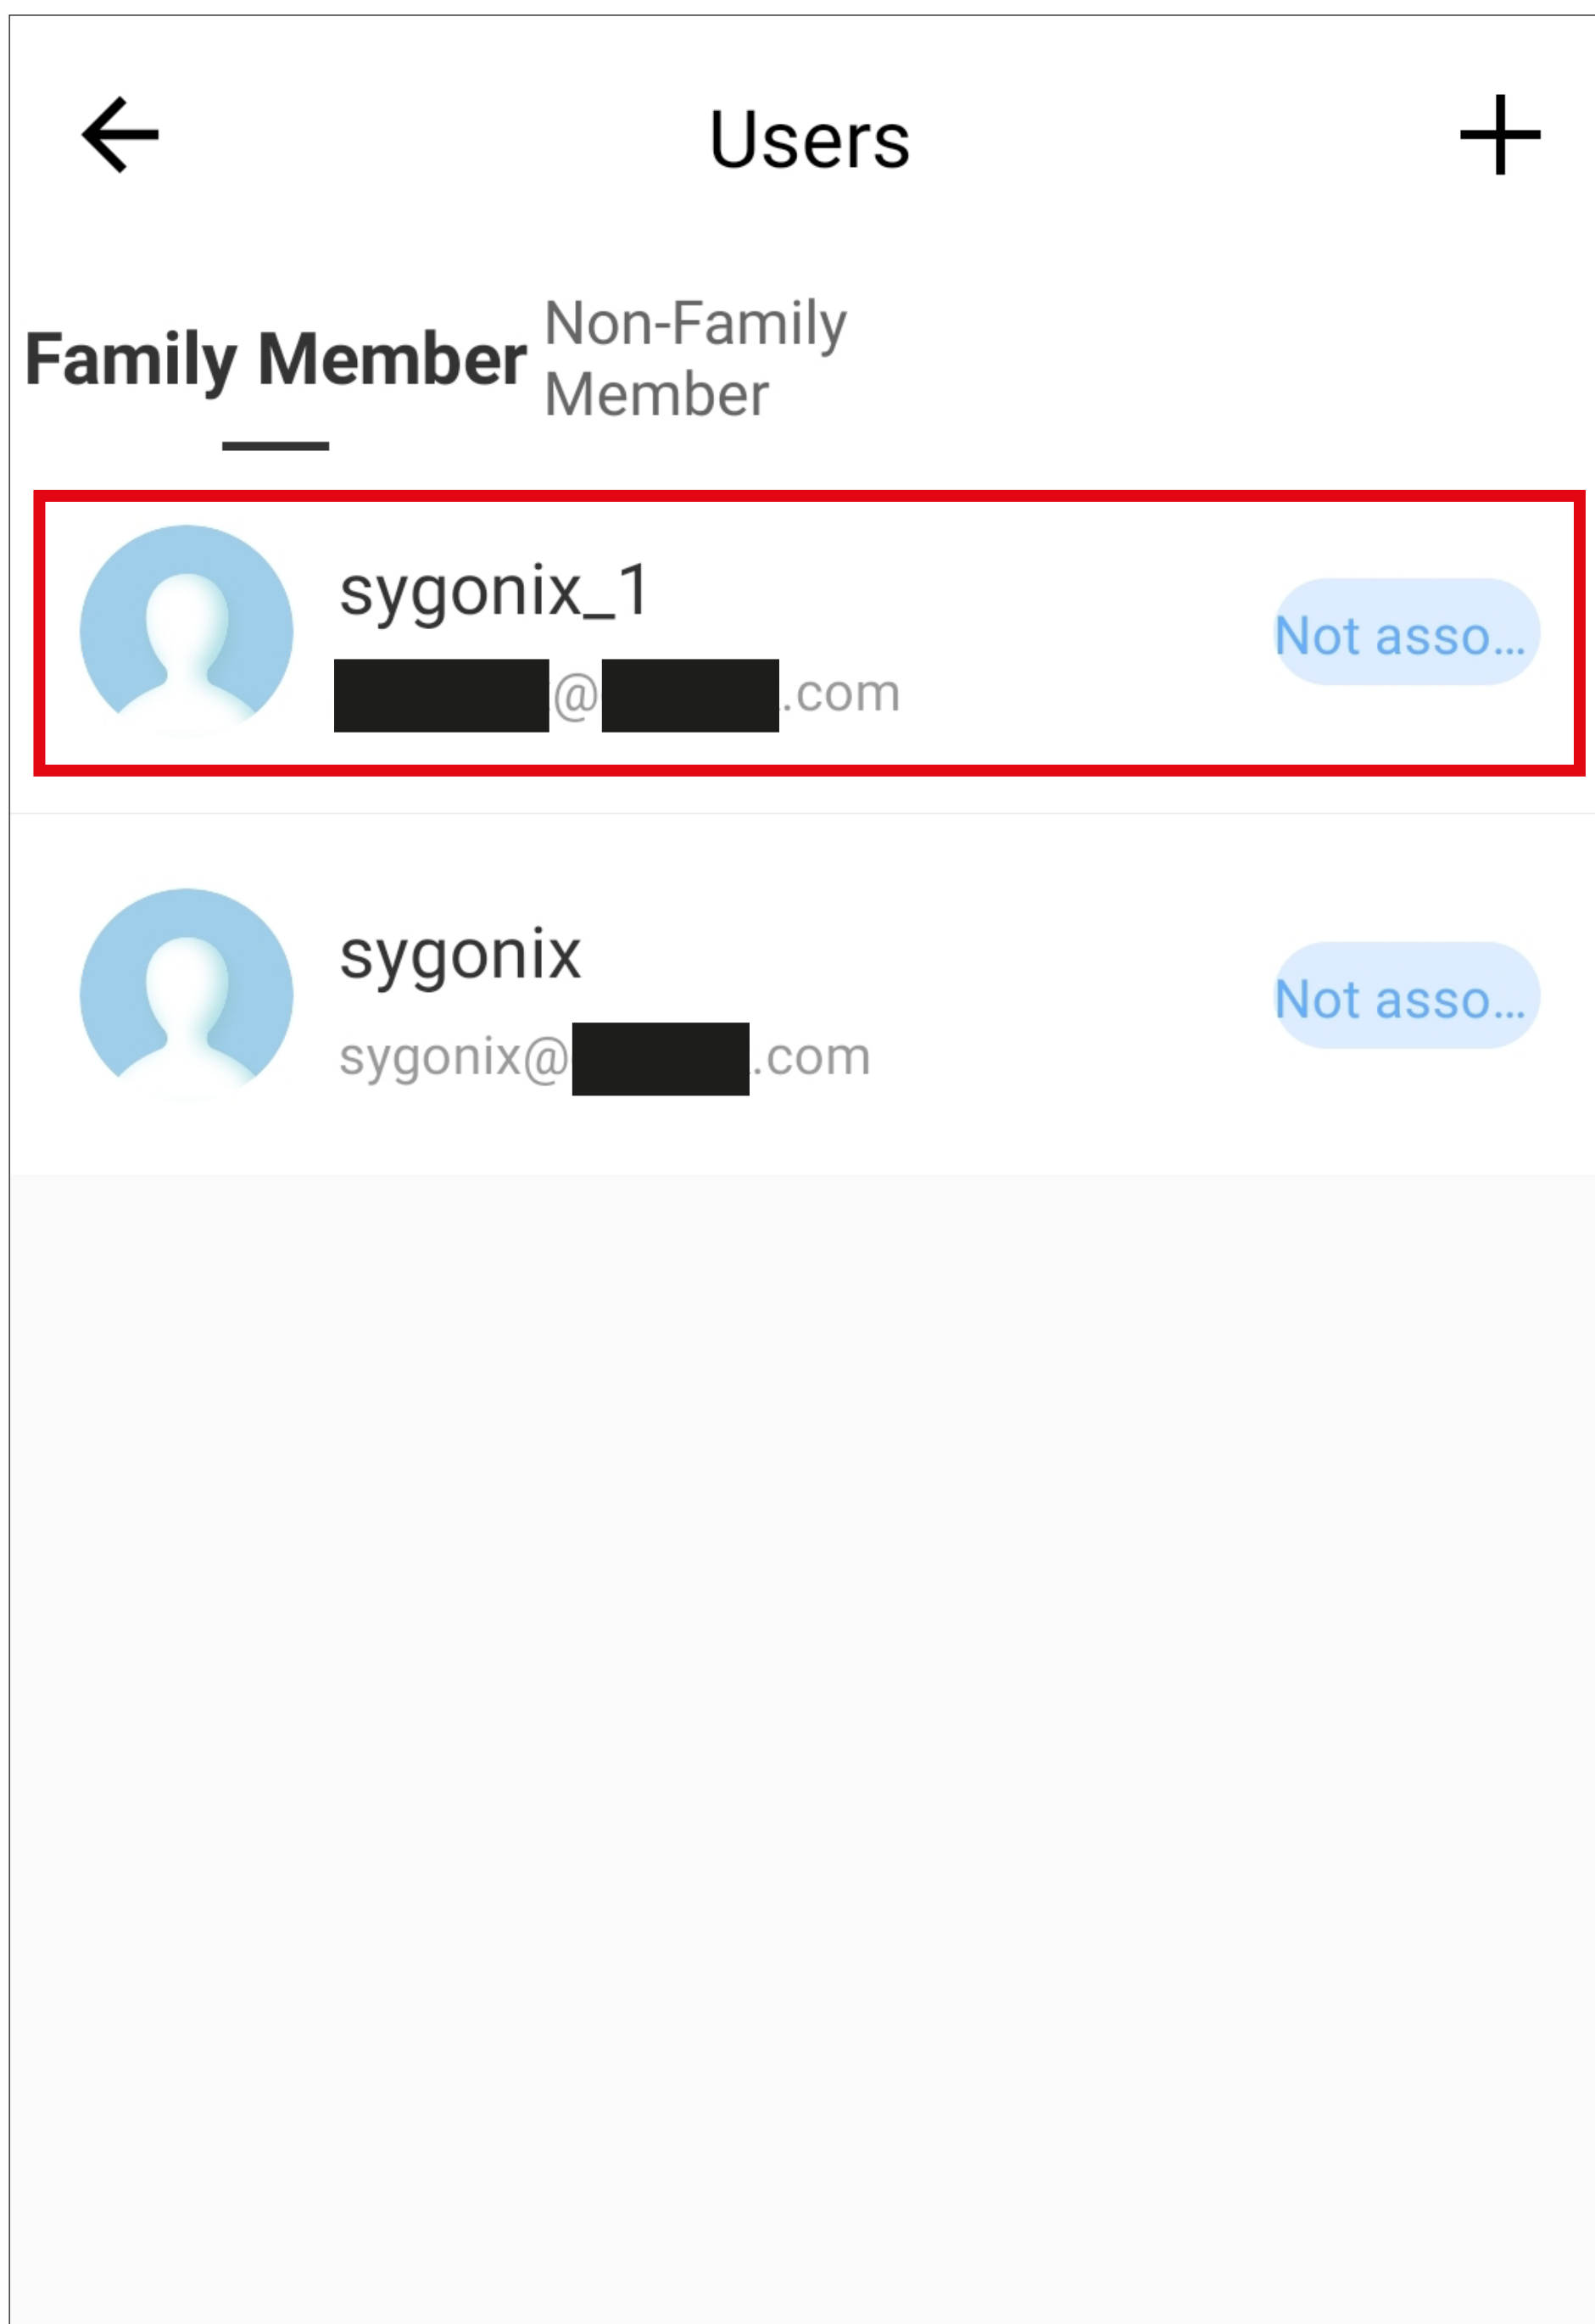 Users
Family Member
Non-Family
Member
sygonix_1
@ .com
Not asso...
sygonix
sygonix@ .com
Not asso...